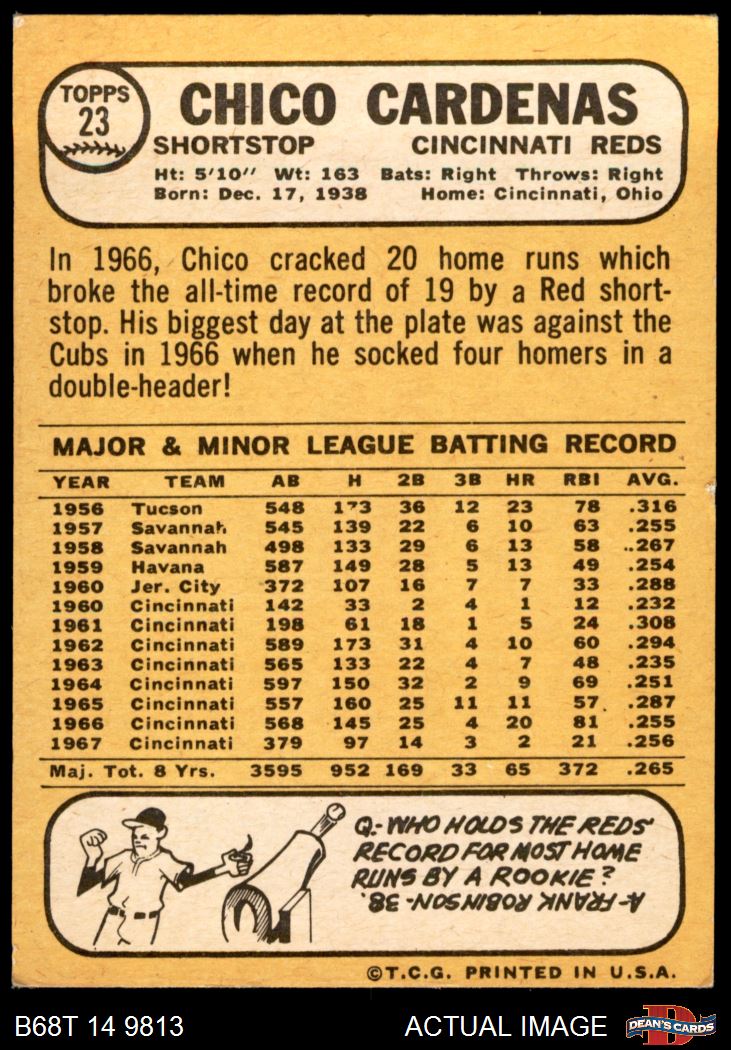 TOPPS
23
CHICO CARDENAS
SHORTSTOP CINCINNATI REDS
Ht: 5'10" Wt: 163 Bats: Right Throws: Right
Born: Dec. 17, 1938 Home: Cincinnati, Ohio
In 1966, Chico cracked 20 home runs which
broke the all-time record of 19 by a Red short-
stop. His biggest day at the plate was against the
Cubs in 1966 when he socked four homers in a
double-header!
MAJOR & MINOR LEAGUE BATTING RECORD
YEAR TEAM AB H 2B 3B HR RBI AVG.
1956 Tucson 548 173 36 12 23 78 .316
1957 Savannah 545 139 22 6 10 63 .255
1958 Savannah 498 133 29 6 13 58 .267
1959 Havana 587 149 28 5 13 49 .254
1960 Jer. City 372 107 16 7 7 33 .288
1960 Cincinnati 142 33 2 4 1 12 .232
1961 Cincinnati 198 61 18 1 5 24 .308
1962 Cincinnati 589 173 31 4 10 60 .294
1963 Cincinnati 565 133 22 4 7 48 .235
1964 Cincinnati 597 150 32 2 9 69 .251
1965 Cincinnati 557 160 25 11 11 57 .287
1966 Cincinnati 568 145 25 4 20 81 .255
1967 Cincinnati 379 97 14 3 2 21 .256
Maj. Tot. 8 Yrs. 3595 952 169 33 65 372 .265
Q-WHO HOLDS THE REDS'
RECORD FOR MOST HOME
RUNS BY A ROOKIE?
A-FRANK ROBINSON-38.
©T.C.G. PRINTED IN U.S.A.
B68T 14 9813 ACTUAL IMAGE
D
DEAN'S CARDS